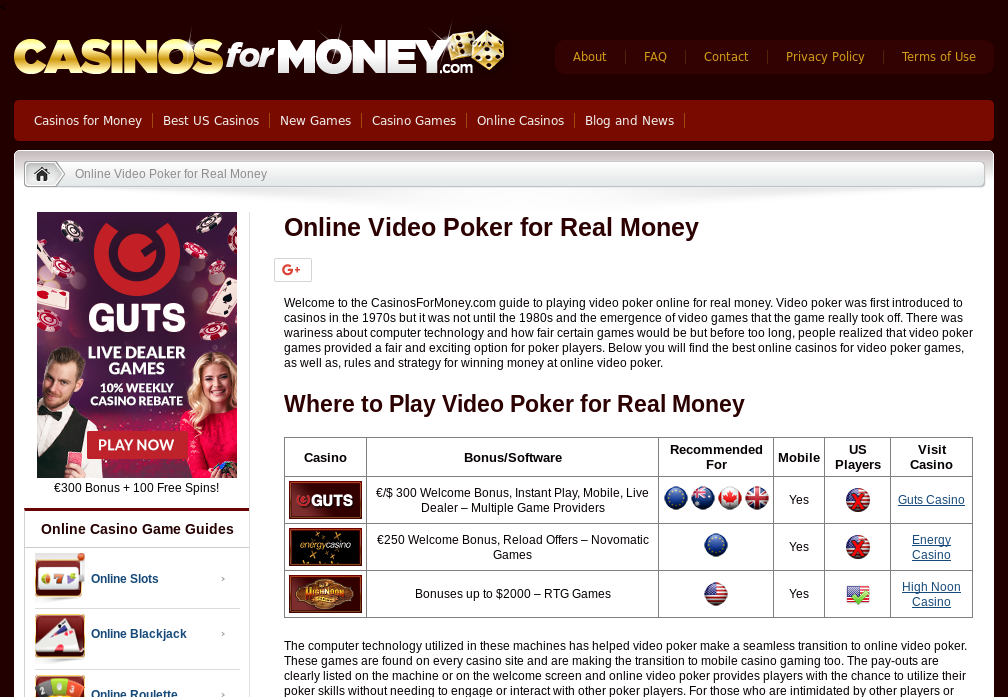 CASINOS for MONEY.com
About
FAQ
Contact
Privacy Policy
Terms of Use
Casinos for Money
Best US Casinos
New Games
Casino Games
Online Casinos
Blog and News
Online Video Poker for Real Money
GUTS
LIVE DEALER
GAMES
10% WEEKLY
CASINO REBATE
PLAY NOW
€300 Bonus + 100 Free Spins!
Online Casino Game Guides
Online Slots
Online Blackjack
Online Roulette
Online Video Poker for Real Money
G+
Welcome to the CasinosForMoney.com guide to playing video poker online for real money. Video poker was first introduced to
casinos in the 1970s but it was not until the 1980s and the emergence of video games that the game really took off. There was
wariness about computer technology and how fair certain games would be but before too long, people realized that video poker
games provided a fair and exciting option for poker players. Below you will find the best online casinos for video poker games,
as well as, rules and strategy for winning money at online video poker.
Where to Play Video Poker for Real Money
Casino
Bonus/Software
Recommended
For
Mobile
US
Players
Visit
Casino
GUTS
€/$ 300 Welcome Bonus, Instant Play, Mobile, Live
Dealer – Multiple Game Providers
Yes
Guts Casino
energycasino
€250 Welcome Bonus, Reload Offers – Novomatic
Games
Yes
Energy
Casino
HIGH NOON
Bonuses up to $2000 – RTG Games
Yes
High Noon
Casino
The computer technology utilized in these machines has helped video poker make a seamless transition to online video poker.
These games are found on every casino site and are making the transition to mobile casino gaming too. The pay-outs are
clearly listed on the machine or on the welcome screen and online video poker provides players with the chance to utilize their
poker skills without needing to engage or interact with other poker players. For those who are intimidated by other players or